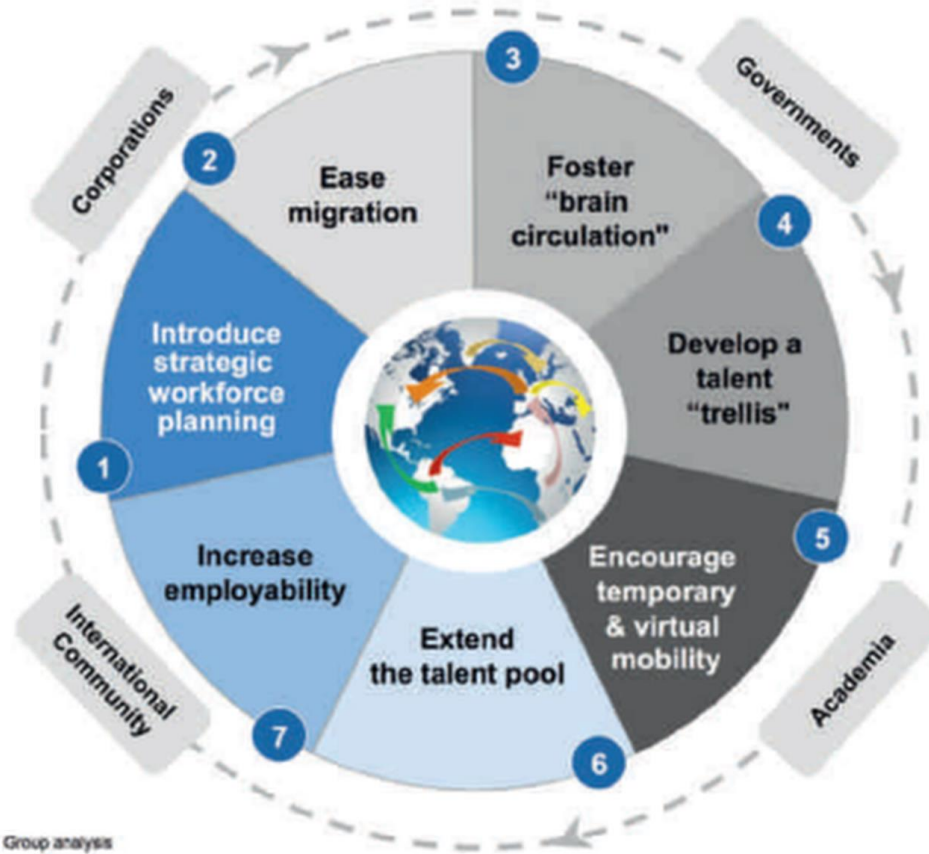 Corporations
Governments
Academia
International
Community
1
Introduce
strategic
workforce
planning
2
Ease
migration
3
Foster
“brain
circulation"
4
Develop a
talent
“trellis"
5
Encourage
temporary
& virtual
mobility
6
Extend
the talent pool
7
Increase
employability
Group analysis